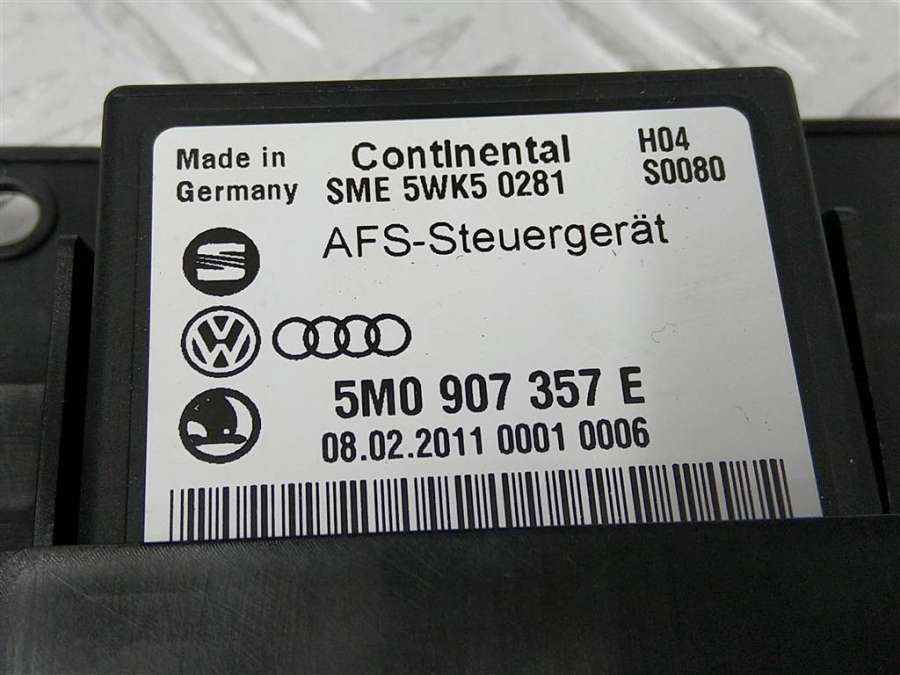 Made in
Germany
Continental
SME 5WK5 0281
H04
S0080
AFS-Steuergerät
5M0 907 357 E
08.02.2011 0001 0006